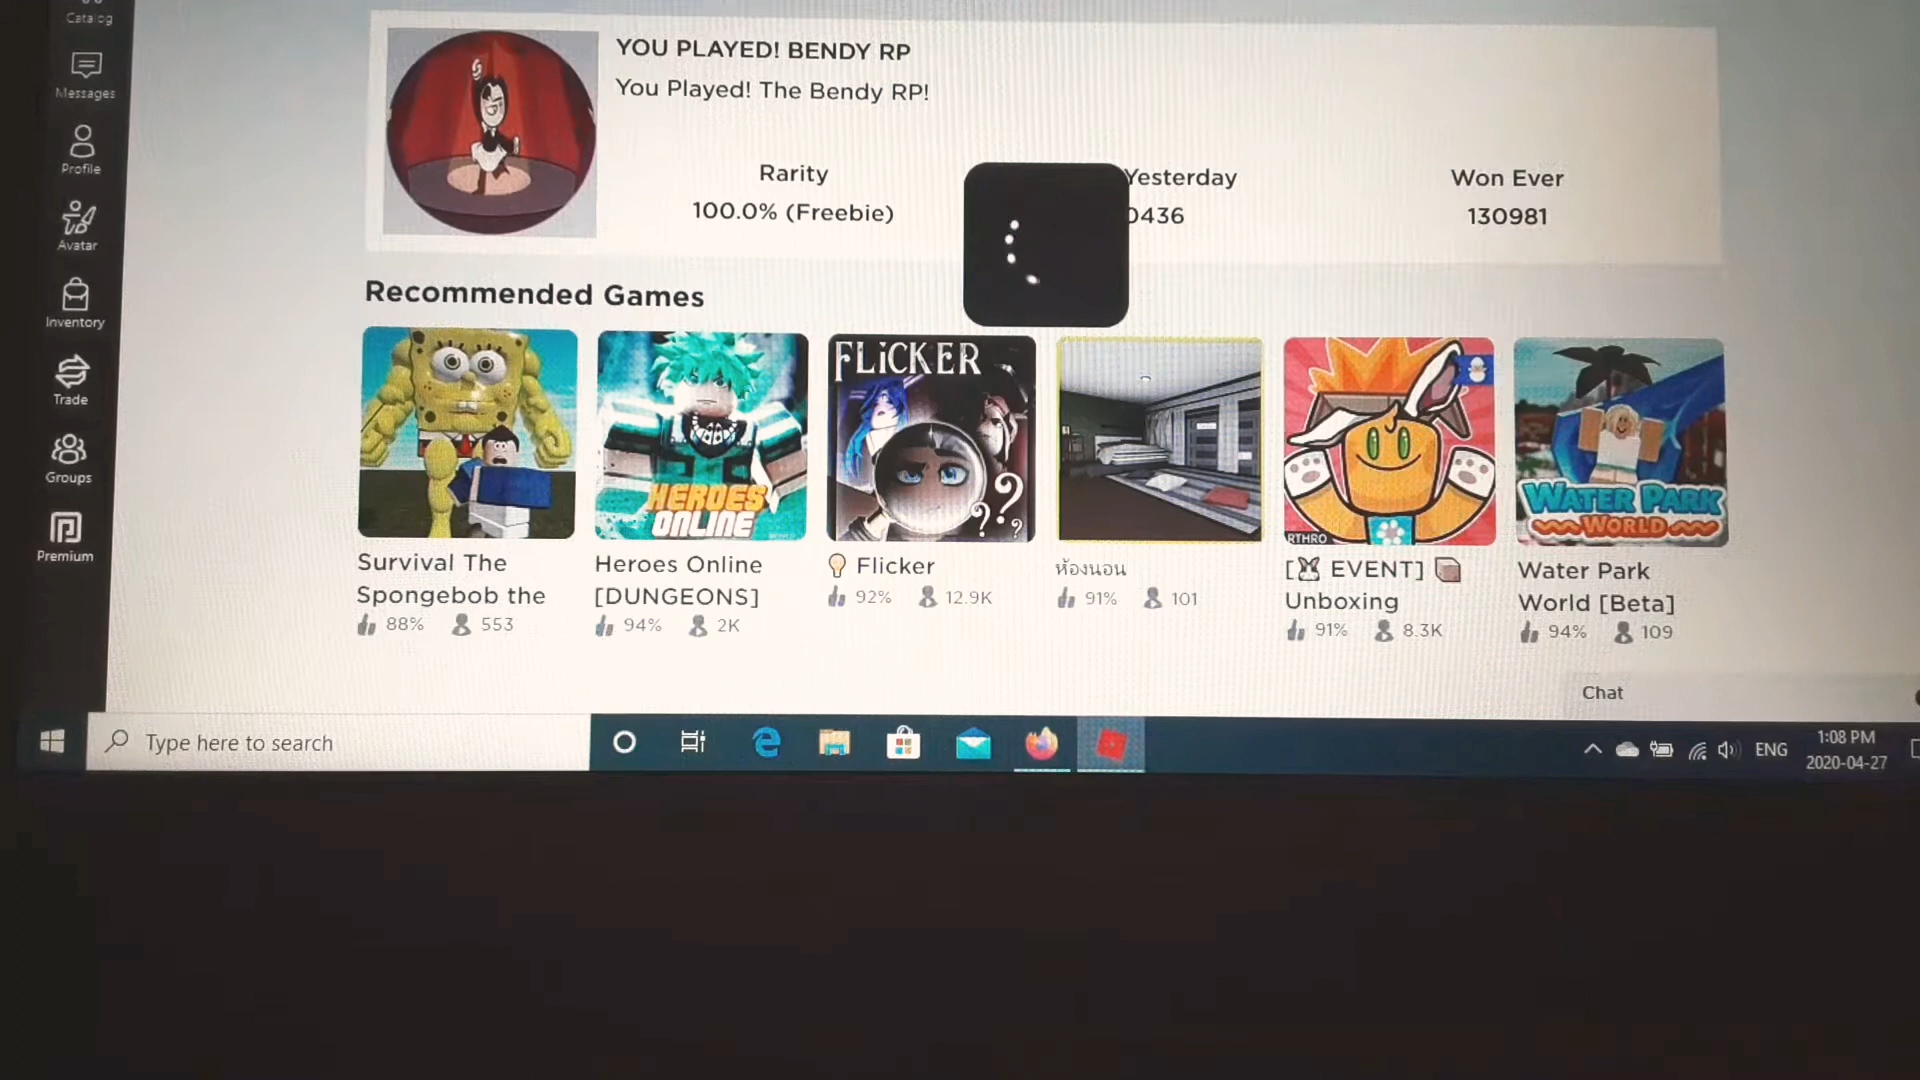 Catalog
Messages
Profile
Avatar
Inventory
Trade
Groups
Premium
YOU PLAYED! BENDY RP
You Played! The Bendy RP!
Rarity
100.0% (Freebie)
Yesterday
0436
Won Ever
130981
Recommended Games
FLiCKER
? ? ?
HEROES
ONLINE
RTHRO
WATER PARK
WORLD
Survival The
Spongebob the
88% 553
Heroes Online
[DUNGEONS]
94% 2K
Flicker
92% 12.9K
ห้องนอน
91% 101
[ EVENT]
Unboxing
91% 8.3K
Water Park
World [Beta]
94% 109
Chat
Type here to search
ENG
1:08 PM
2020-04-27